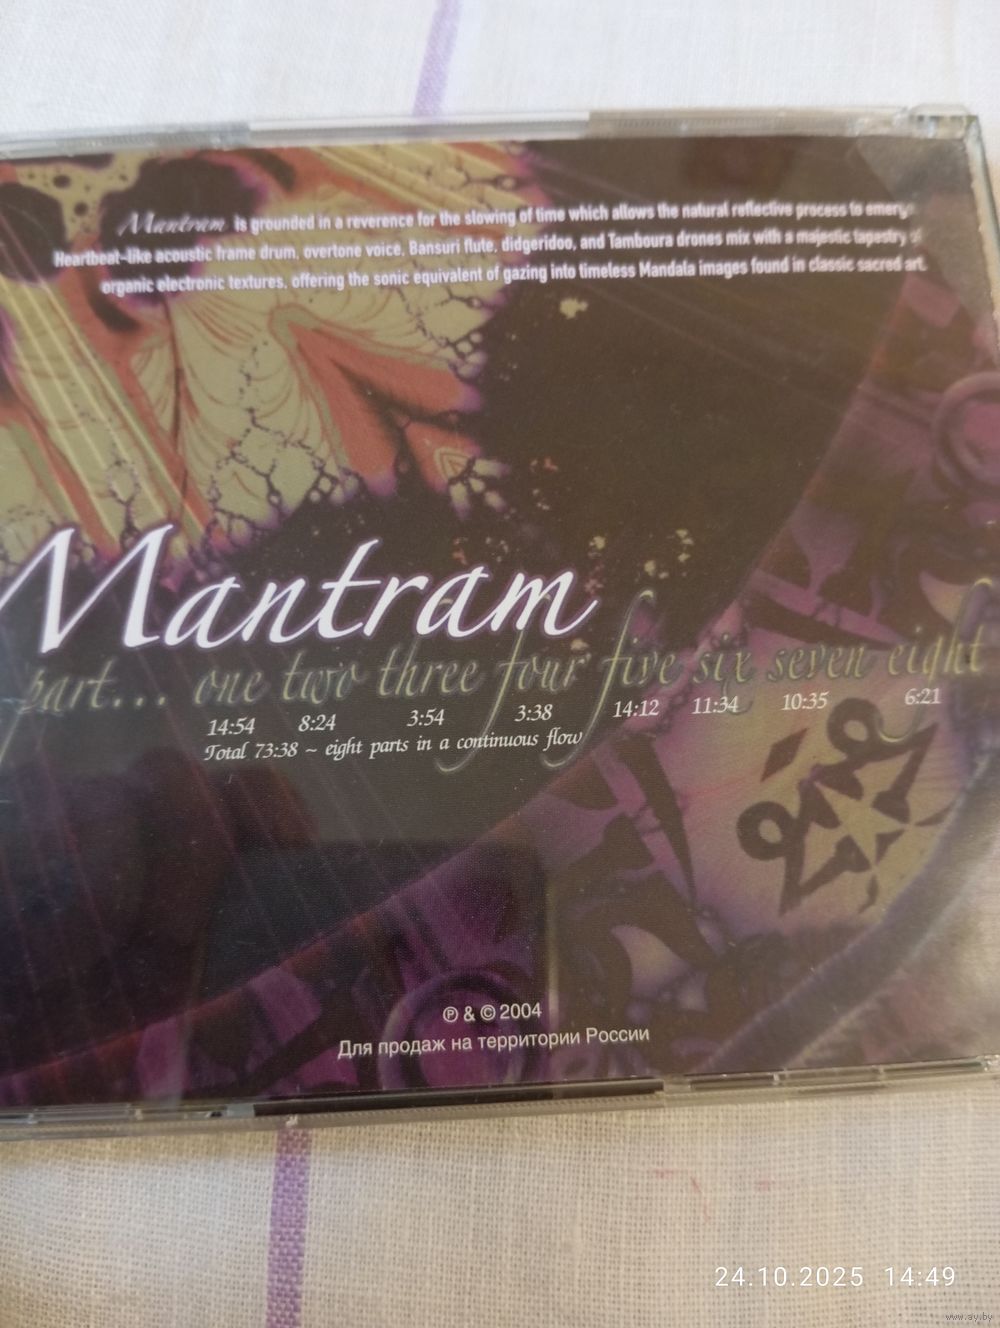 Mantram is grounded in a reverence for the slowing of time which allows the natural reflective process to emerge.
Heartbeat-like acoustic frame drum, overtone voice, Bansuri flute, didgeridoo, and Tamboura drones mix with a majestic tapestry of
organic electronic textures, offering the sonic equivalent of gazing into timeless Mandala images found in classic sacred art.
Mantram
part... one two three four five six seven eight
14:54 8:24 3:54 3:38 14:12 11:34 10:35 6:21
Total 73:38 ~ eight parts in a continuous flow
℗ & © 2004
Для продаж на территории России
24.10.2025 14:49
www.ay.by